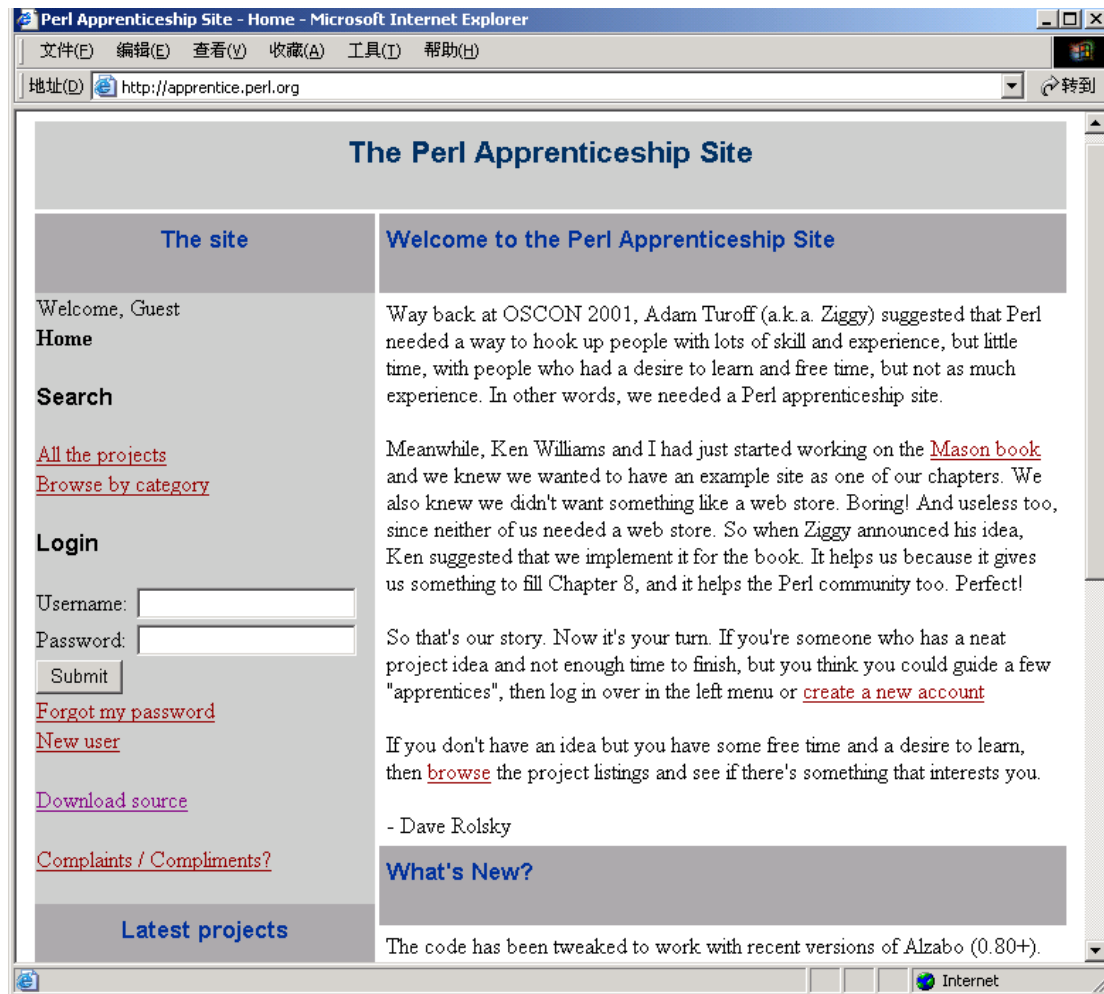 Perl Apprenticeship Site - Home - Microsoft Internet Explorer
文件(F) 编辑(E) 查看(V) 收藏(A) 工具(T) 帮助(H)
地址(D) http://apprentice.perl.org 转到
The Perl Apprenticeship Site
The site
Welcome, Guest
Home
Search
All the projects
Browse by category
Login
Username:
Password:
Submit
Forgot my password
New user
Download source
Complaints / Compliments?
Latest projects
Welcome to the Perl Apprenticeship Site
Way back at OSCON 2001, Adam Turoff (a.k.a. Ziggy) suggested that Perl
needed a way to hook up people with lots of skill and experience, but little
time, with people who had a desire to learn and free time, but not as much
experience. In other words, we needed a Perl apprenticeship site.
Meanwhile, Ken Williams and I had just started working on the Mason book
and we knew we wanted to have an example site as one of our chapters. We
also knew we didn't want something like a web store. Boring! And useless too,
since neither of us needed a web store. So when Ziggy announced his idea,
Ken suggested that we implement it for the book. It helps us because it gives
us something to fill Chapter 8, and it helps the Perl community too. Perfect!
So that's our story. Now it's your turn. If you're someone who has a neat
project idea and not enough time to finish, but you think you could guide a few
"apprentices", then log in over in the left menu or create a new account
If you don't have an idea but you have some free time and a desire to learn,
then browse the project listings and see if there's something that interests you.
- Dave Rolsky
What's New?
The code has been tweaked to work with recent versions of Alzabo (0.80+).
Internet